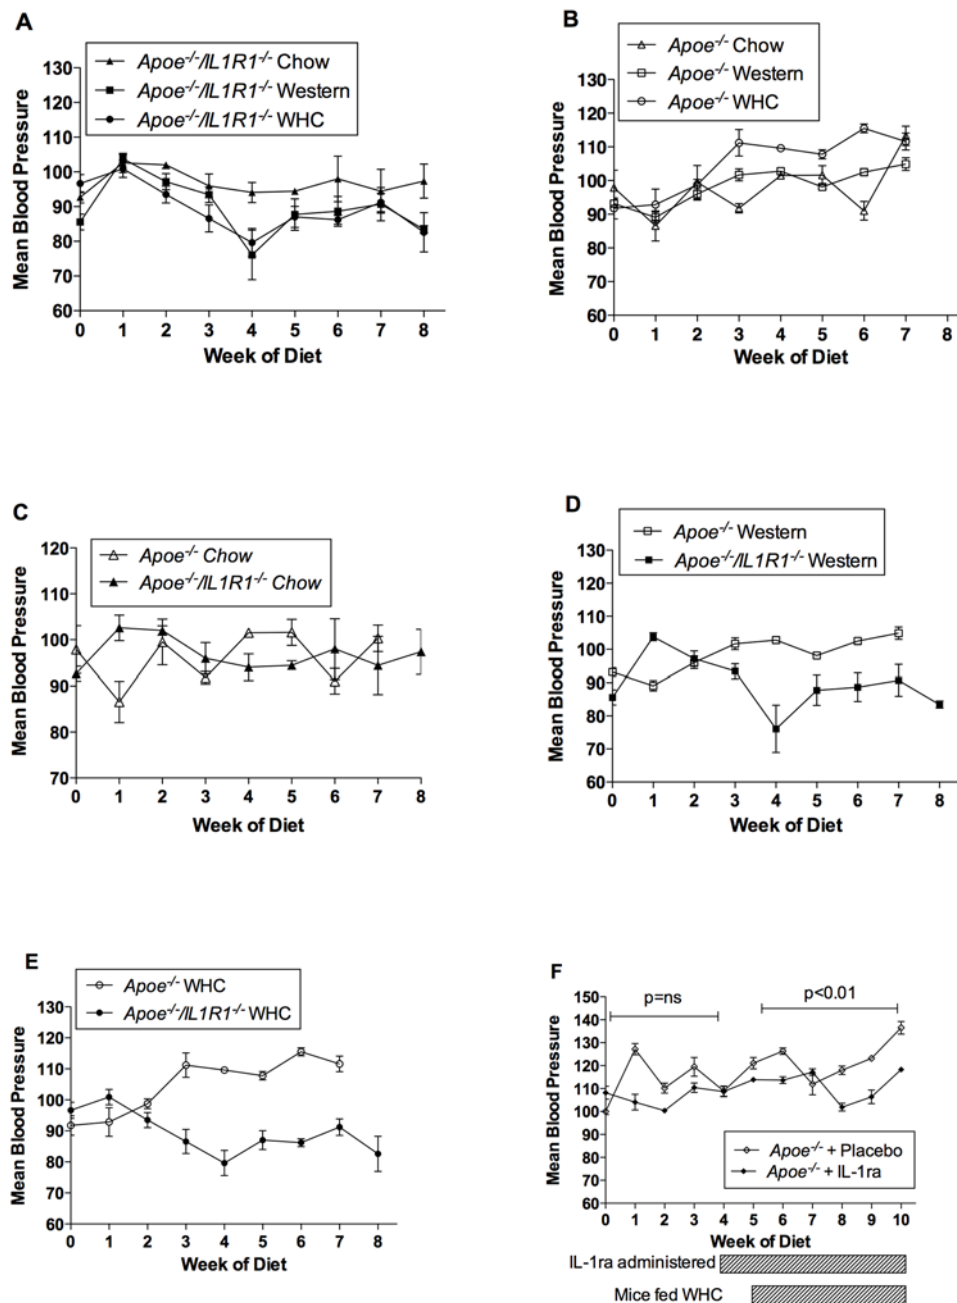 A
Apoe-/-/IL1R1-/- Chow
Apoe-/-/IL1R1-/- Western
Apoe-/-/IL1R1-/- WHC
Mean Blood Pressure
130
120
110
100
90
80
70
60
0 1 2 3 4 5 6 7 8
Week of Diet
B
Apoe-/- Chow
Apoe-/- Western
Apoe-/- WHC
Mean Blood Pressure
130
120
110
100
90
80
70
60
0 1 2 3 4 5 6 7 8
Week of Diet
C
Apoe-/- Chow
Apoe-/-/IL1R1-/- Chow
Mean Blood Pressure
120
110
100
90
80
70
0 1 2 3 4 5 6 7 8
Week of Diet
D
Apoe-/- Western
Apoe-/-/IL1R1-/- Western
Mean Blood Pressure
130
120
110
100
90
80
70
60
0 1 2 3 4 5 6 7 8
Week of Diet
E
Apoe-/- WHC
Apoe-/-/IL1R1-/- WHC
Mean Blood Pressure
130
120
110
100
90
80
70
60
0 1 2 3 4 5 6 7 8
Week of Diet
F
p=ns
p<0.01
Mean Blood Pressure
150
140
130
120
110
100
90
80
70
60
Apoe-/- + Placebo
Apoe-/- + IL-1ra
0 1 2 3 4 5 6 7 8 9 10
Week of Diet
IL-1ra administered
Mice fed WHC